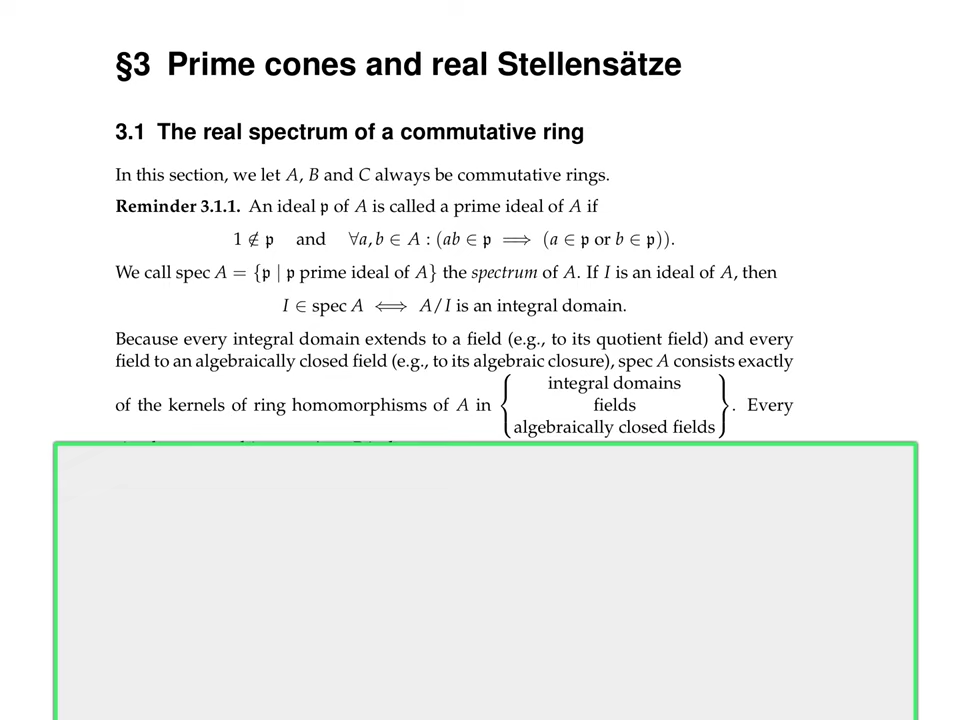 §3 Prime cones and real Stellensätze
3.1 The real spectrum of a commutative ring
In this section, we let A, B and C always be commutative rings.
Reminder 3.1.1. An ideal 𝔭 of A is called a prime ideal of A if
1 ∉ 𝔭 and ∀a, b ∈ A : (ab ∈ 𝔭 ⟹ (a ∈ 𝔭 or b ∈ 𝔭)).
We call spec A = {𝔭 | 𝔭 prime ideal of A} the spectrum of A. If I is an ideal of A, then
I ∈ spec A ⟺ A/I is an integral domain.
Because every integral domain extends to a field (e.g., to its quotient field) and every
field to an algebraically closed field (e.g., to its algebraic closure), spec A consists exactly
integral domains
of the kernels of ring homomorphisms of A in { fields }. Every
algebraically closed fields